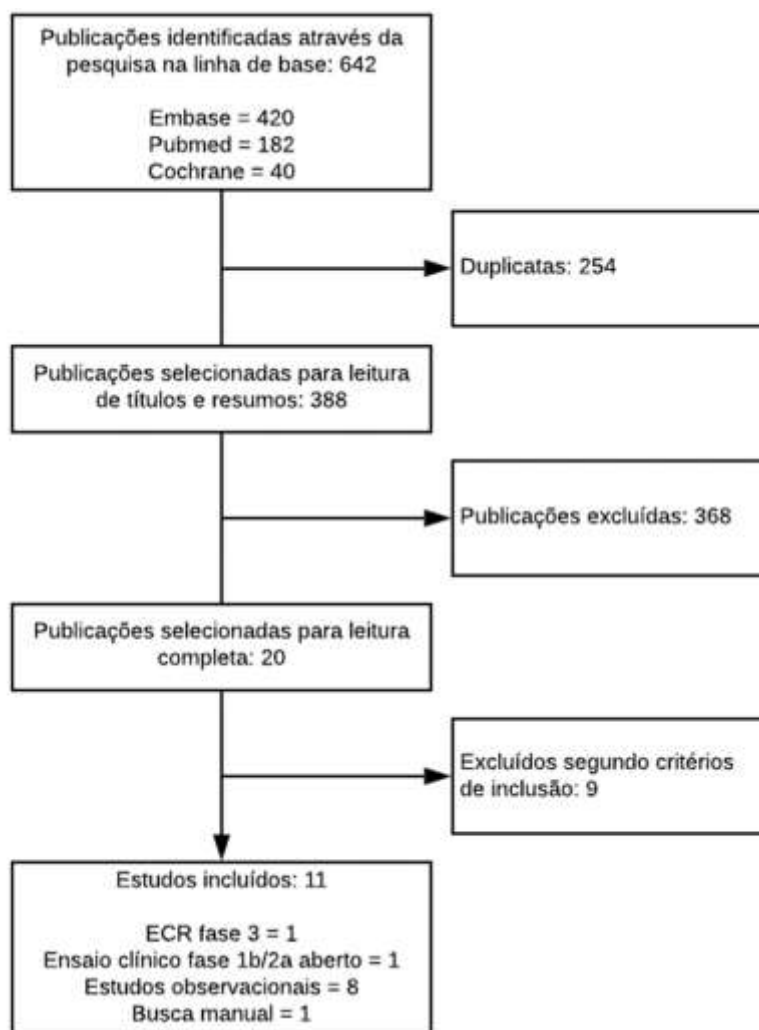 Publicações identificadas através da
pesquisa na linha de base: 642
Embase = 420
Pubmed = 182
Cochrane = 40
Duplicatas: 254
Publicações selecionadas para leitura
de títulos e resumos: 388
Publicações excluídas: 368
Publicações selecionadas para leitura
completa: 20
Excluídos segundo critérios
de inclusão: 9
Estudos incluídos: 11
ECR fase 3 = 1
Ensaio clínico fase 1b/2a aberto = 1
Estudos observacionais = 8
Busca manual = 1